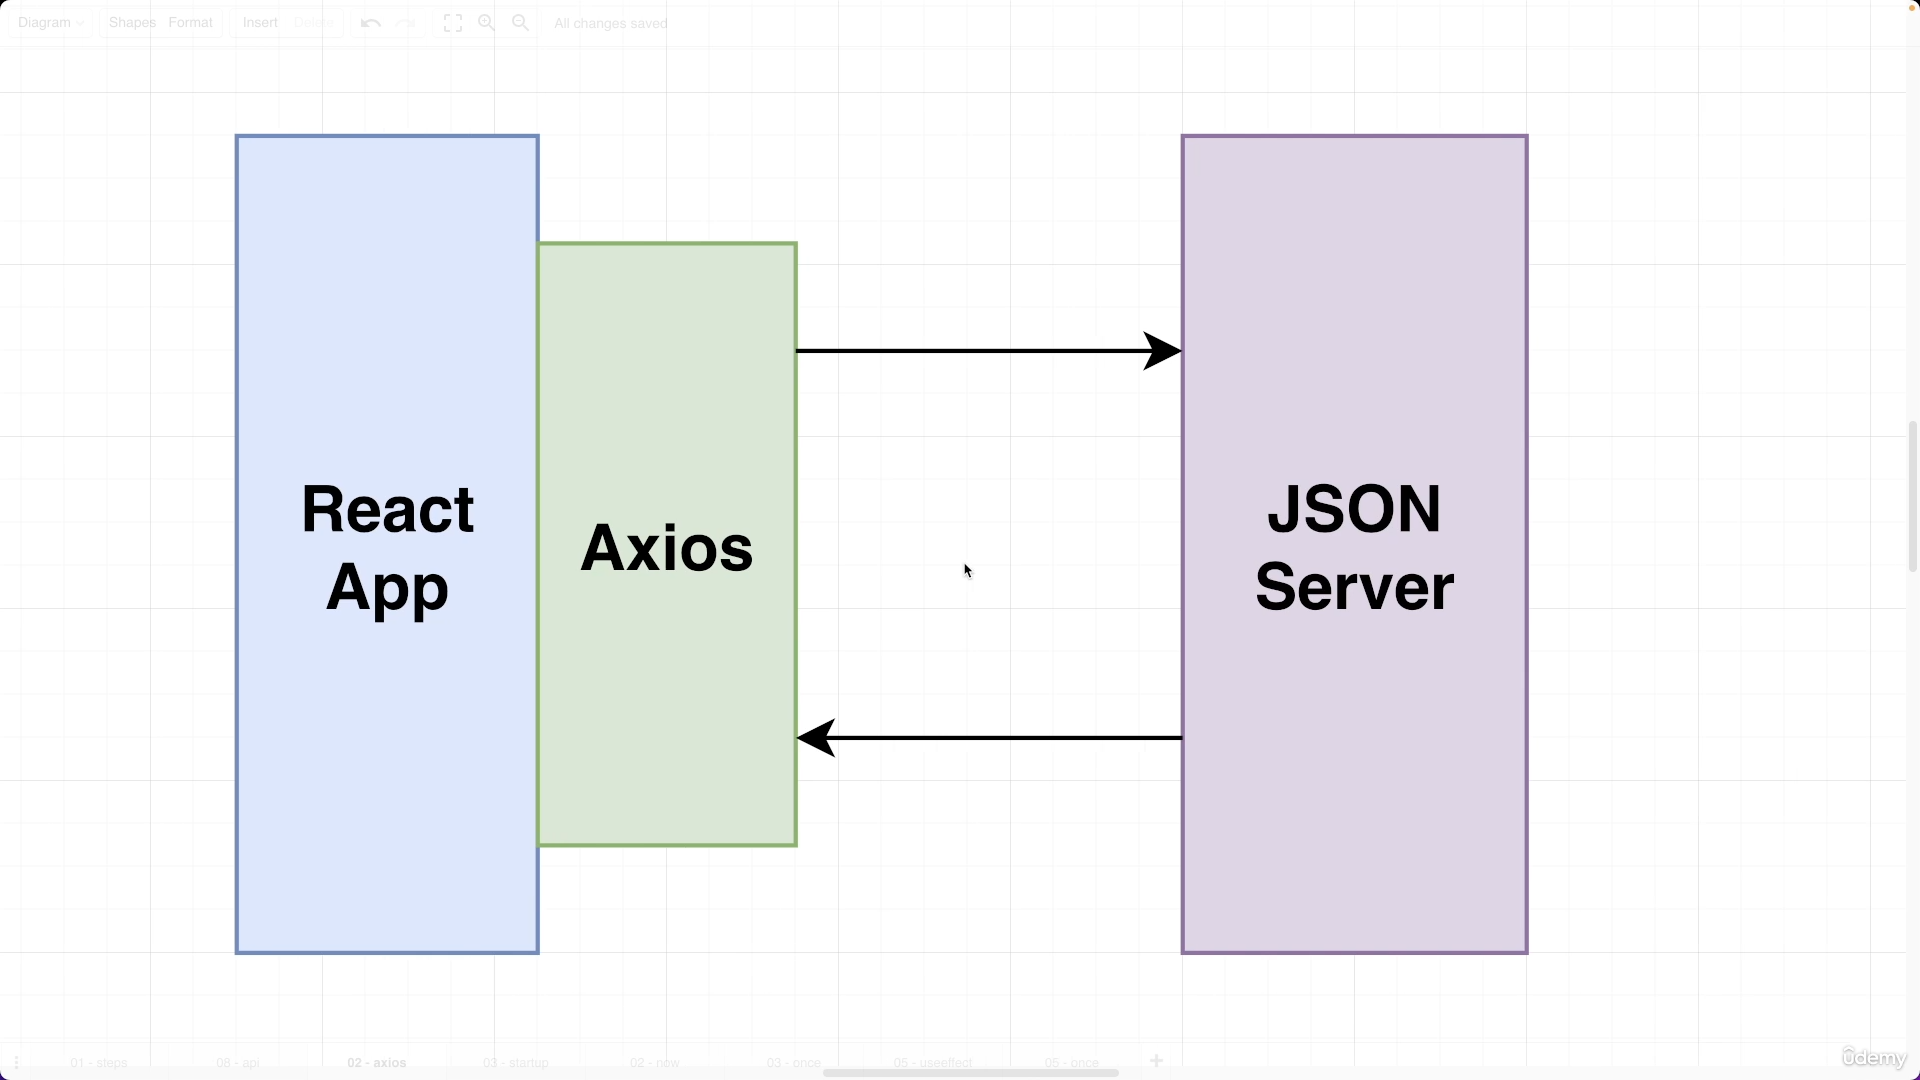 Diagram
Shapes
Format
Insert
Delete
All changes saved
React
App
Axios
JSON
Server
01 - steps
08 - api
02 - axios
03 - startup
02 - now
03 - once
05 - useeffect
06 - once
ûdemy